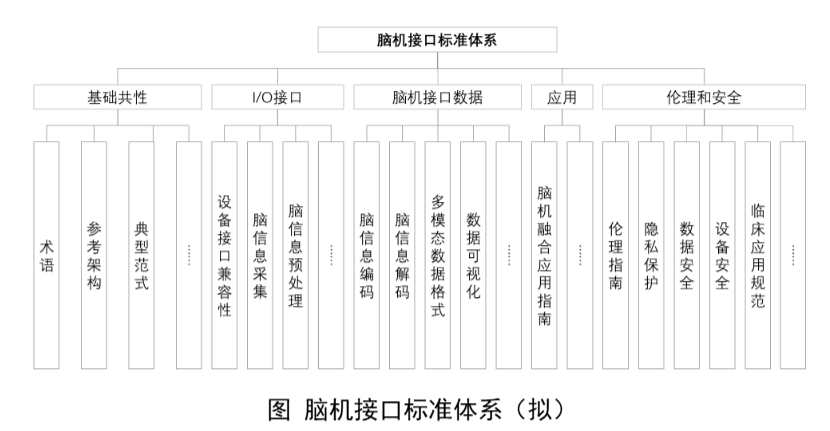 脑机接口标准体系
基础共性
I/O接口
脑机接口数据
应用
伦理和安全
术语
参考架构
典型范式
……
设备接口兼容性
脑信息采集
脑信息预处理
……
脑信息编码
脑信息解码
多模态数据格式
数据可视化
……
脑机融合应用指南
……
伦理指南
隐私保护
数据安全
设备安全
临床应用规范
……
图 脑机接口标准体系（拟）